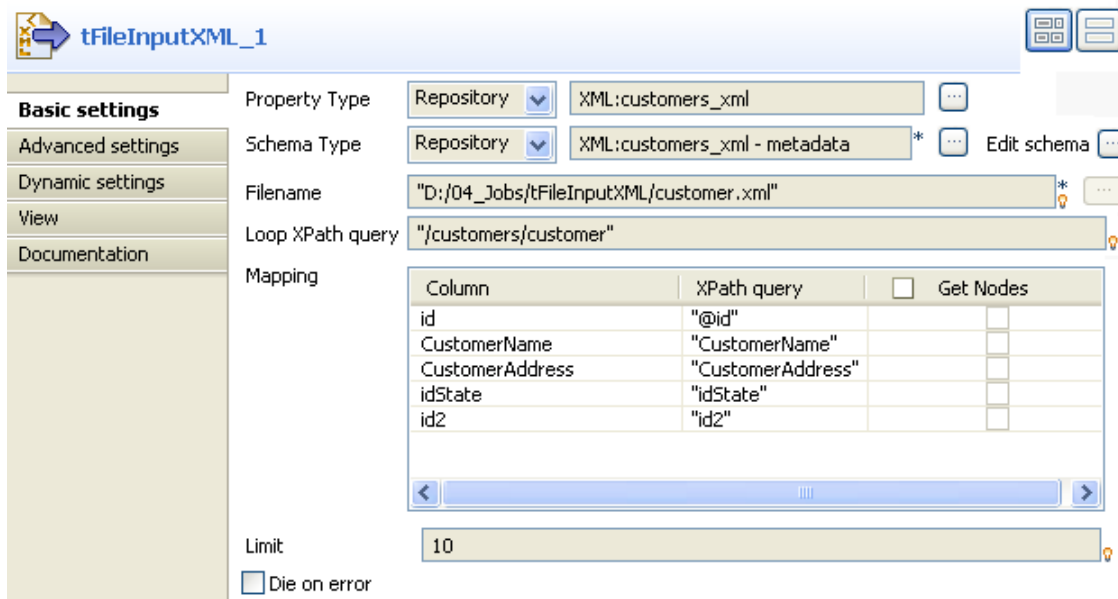 tFileInputXML_1
Basic settings
Advanced settings
Dynamic settings
View
Documentation
Property Type Repository XML:customers_xml ...
Schema Type Repository XML:customers_xml - metadata * ... Edit schema ...
Filename "D:/04_Jobs/tFileInputXML/customer.xml" * ...
Loop XPath query "/customers/customer"
Mapping
Column XPath query Get Nodes
id "@id"
CustomerName "CustomerName"
CustomerAddress "CustomerAddress"
idState "idState"
id2 "id2"
Limit 10
Die on error